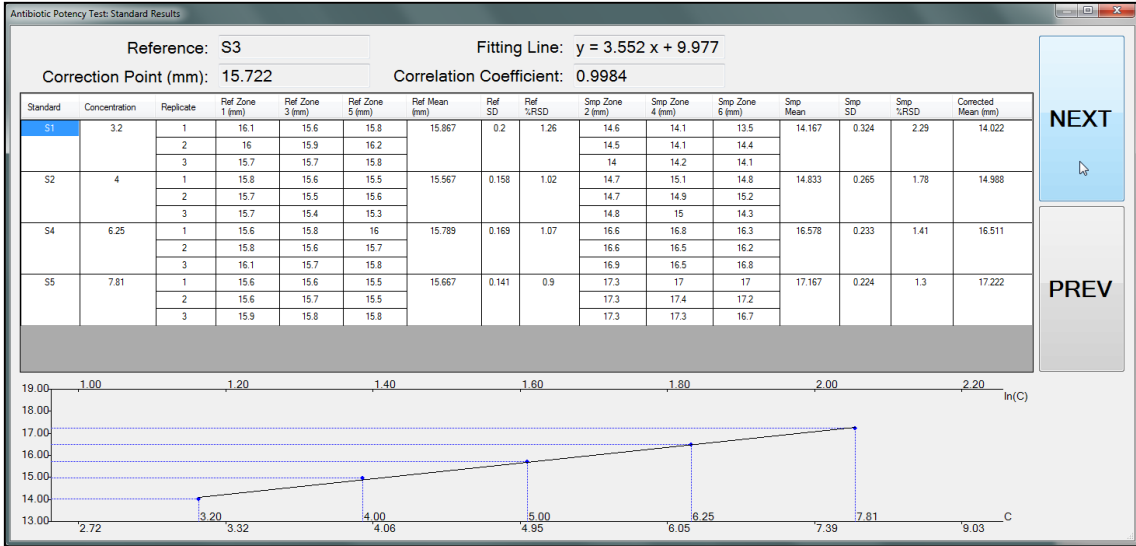 Antibiotic Potency Test: Standard Results
Reference: S3 Fitting Line: y = 3.552 x + 9.977
Correction Point (mm): 15.722 Correlation Coefficient: 0.9984
Standard Concentration Replicate Ref Zone 1 (mm) Ref Zone 3 (mm) Ref Zone 5 (mm) Ref Mean (mm) Ref SD Ref %RSD Smp Zone 2 (mm) Smp Zone 4 (mm) Smp Zone 6 (mm) Smp Mean Smp SD Smp %RSD Corrected Mean (mm)
S1 3.2 1 16.1 15.6 15.8 15.867 0.2 1.26 14.6 14.1 13.5 14.167 0.324 2.29 14.022
2 16 15.9 16.2 14.5 14.1 14.4
3 15.7 15.7 15.8 14 14.2 14.1
S2 4 1 15.8 15.6 15.5 15.567 0.158 1.02 14.7 15.1 14.8 14.833 0.265 1.78 14.988
2 15.7 15.5 15.6 14.7 14.9 15.2
3 15.7 15.4 15.3 14.8 15 14.3
S4 6.25 1 15.6 15.8 16 15.789 0.169 1.07 16.6 16.8 16.3 16.578 0.233 1.41 16.511
2 15.8 15.6 15.7 16.6 16.5 16.2
3 16.1 15.7 15.8 16.9 16.5 16.8
S5 7.81 1 15.6 15.6 15.5 15.667 0.141 0.9 17.3 17 17 17.167 0.224 1.3 17.222
2 15.6 15.7 15.5 17.3 17.4 17.2
3 15.9 15.8 15.8 17.3 17.3 16.7
NEXT
PREV
1.00 1.20 1.40 1.60 1.80 2.00 2.20
ln(C)
19.00
18.00
17.00
16.00
15.00
14.00
13.00
3.20 4.00 5.00 6.25 7.81 C
2.72 3.32 4.06 4.95 6.05 7.39 9.03